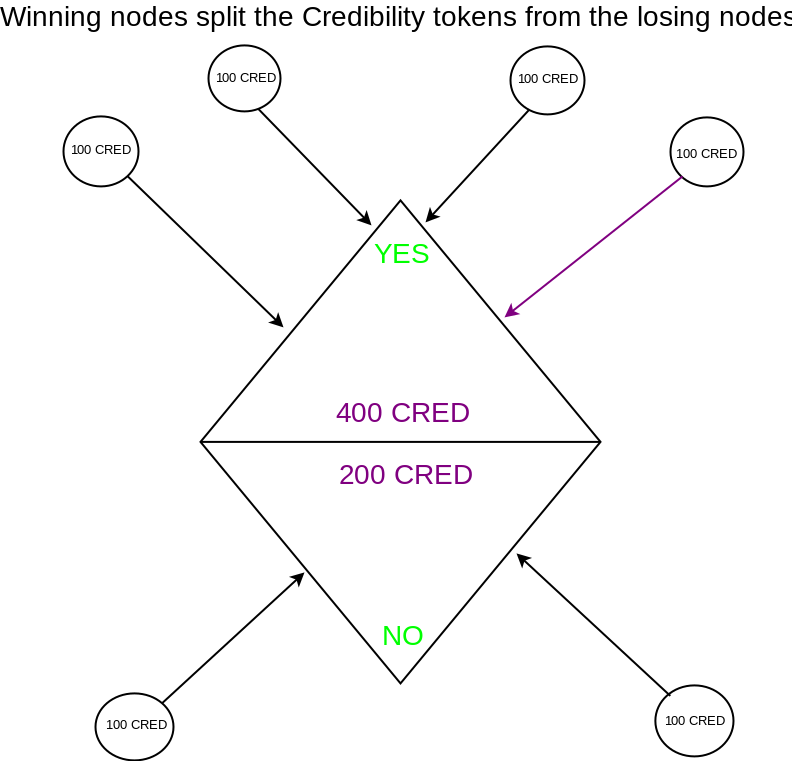 Winning nodes split the Credibility tokens from the losing nodes
100 CRED
100 CRED
100 CRED
100 CRED
YES
400 CRED
200 CRED
NO
100 CRED
100 CRED